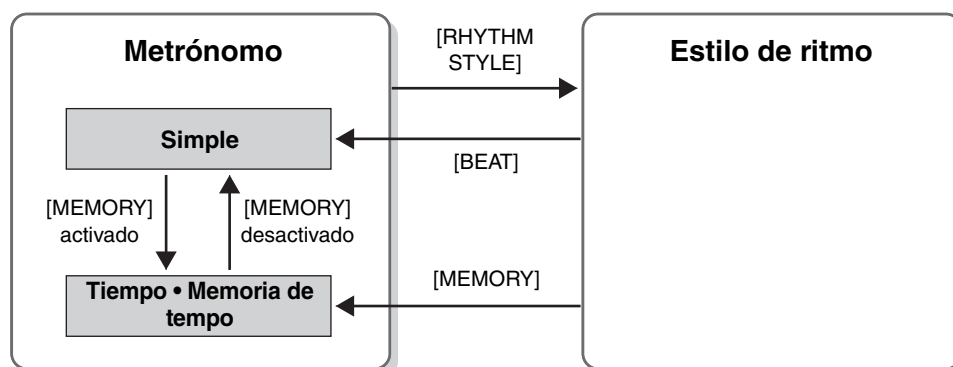 Metrónomo
[RHYTHM
STYLE]
Estilo de ritmo
Simple
[BEAT]
[MEMORY]
activado
[MEMORY]
desactivado
[MEMORY]
Tiempo • Memoria de
tempo